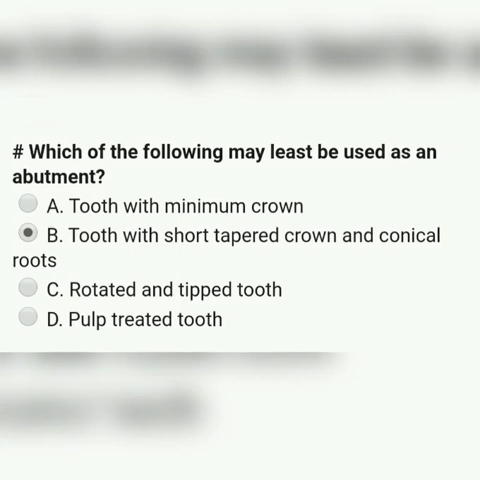 # Which of the following may least be used as an
abutment?
A. Tooth with minimum crown
B. Tooth with short tapered crown and conical
roots
C. Rotated and tipped tooth
D. Pulp treated tooth